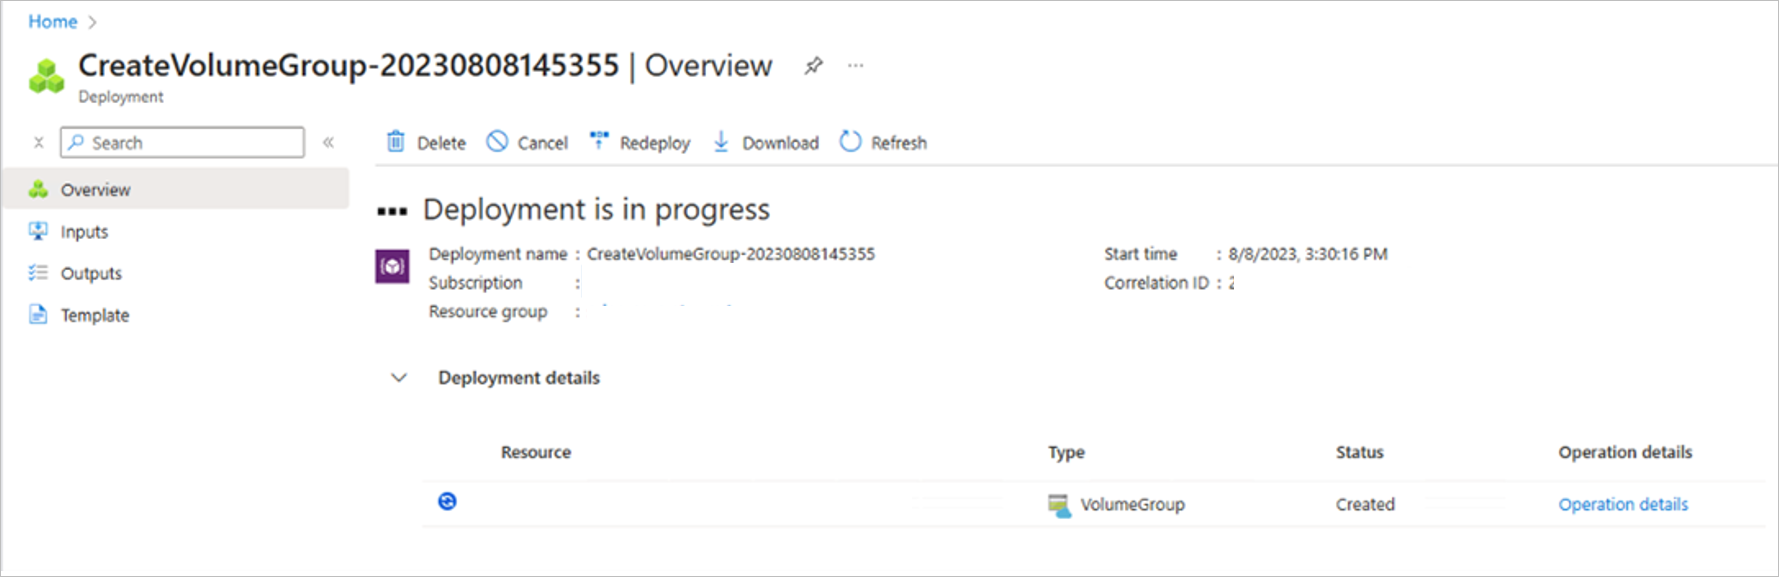 Home >
CreateVolumeGroup-20230808145355 | Overview ...
Deployment
Search «
Delete Cancel Redeploy Download Refresh
Overview
Inputs
Outputs
Template
Deployment is in progress
Deployment name : CreateVolumeGroup-20230808145355
Subscription :
Resource group :
Start time : 8/8/2023, 3:30:16 PM
Correlation ID :
Deployment details
Resource Type Status Operation details
VolumeGroup Created Operation details